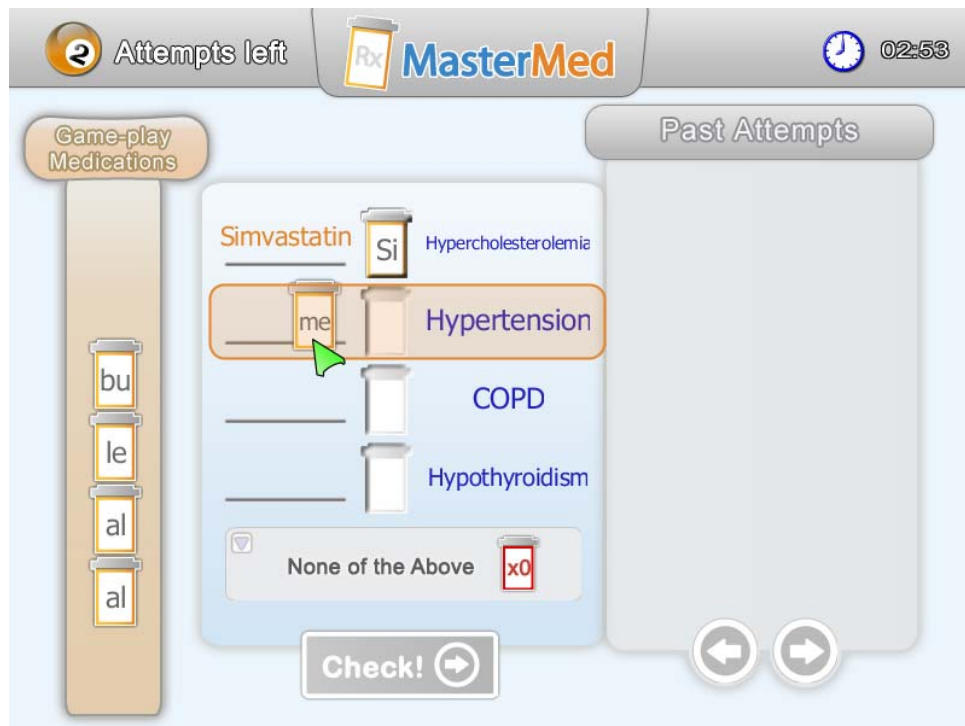 2 Attempts left
Rx MasterMed
02:53
Game-play
Medications
Past Attempts
Simvastatin Si Hypercholesterolemia
me Hypertension
COPD
Hypothyroidism
bu
le
al
al
None of the Above x0
Check!